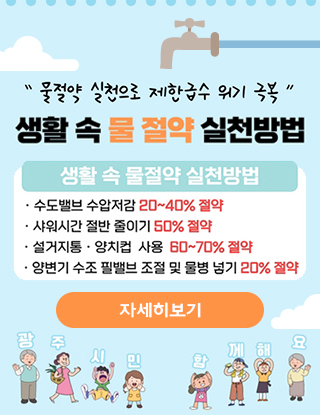 " 물절약 실천으로 제한급수 위기 극복 "
생활 속 물 절약 실천방법
생활 속 물절약 실천방법
· 수도밸브 수압저감 20~40% 절약
· 샤워시간 절반 줄이기 50% 절약
· 설거지통 · 양치컵 사용 60~70% 절약
· 양변기 수조 필밸브 조절 및 물병 넣기 20% 절약
자세히보기
광주시민 함께해요